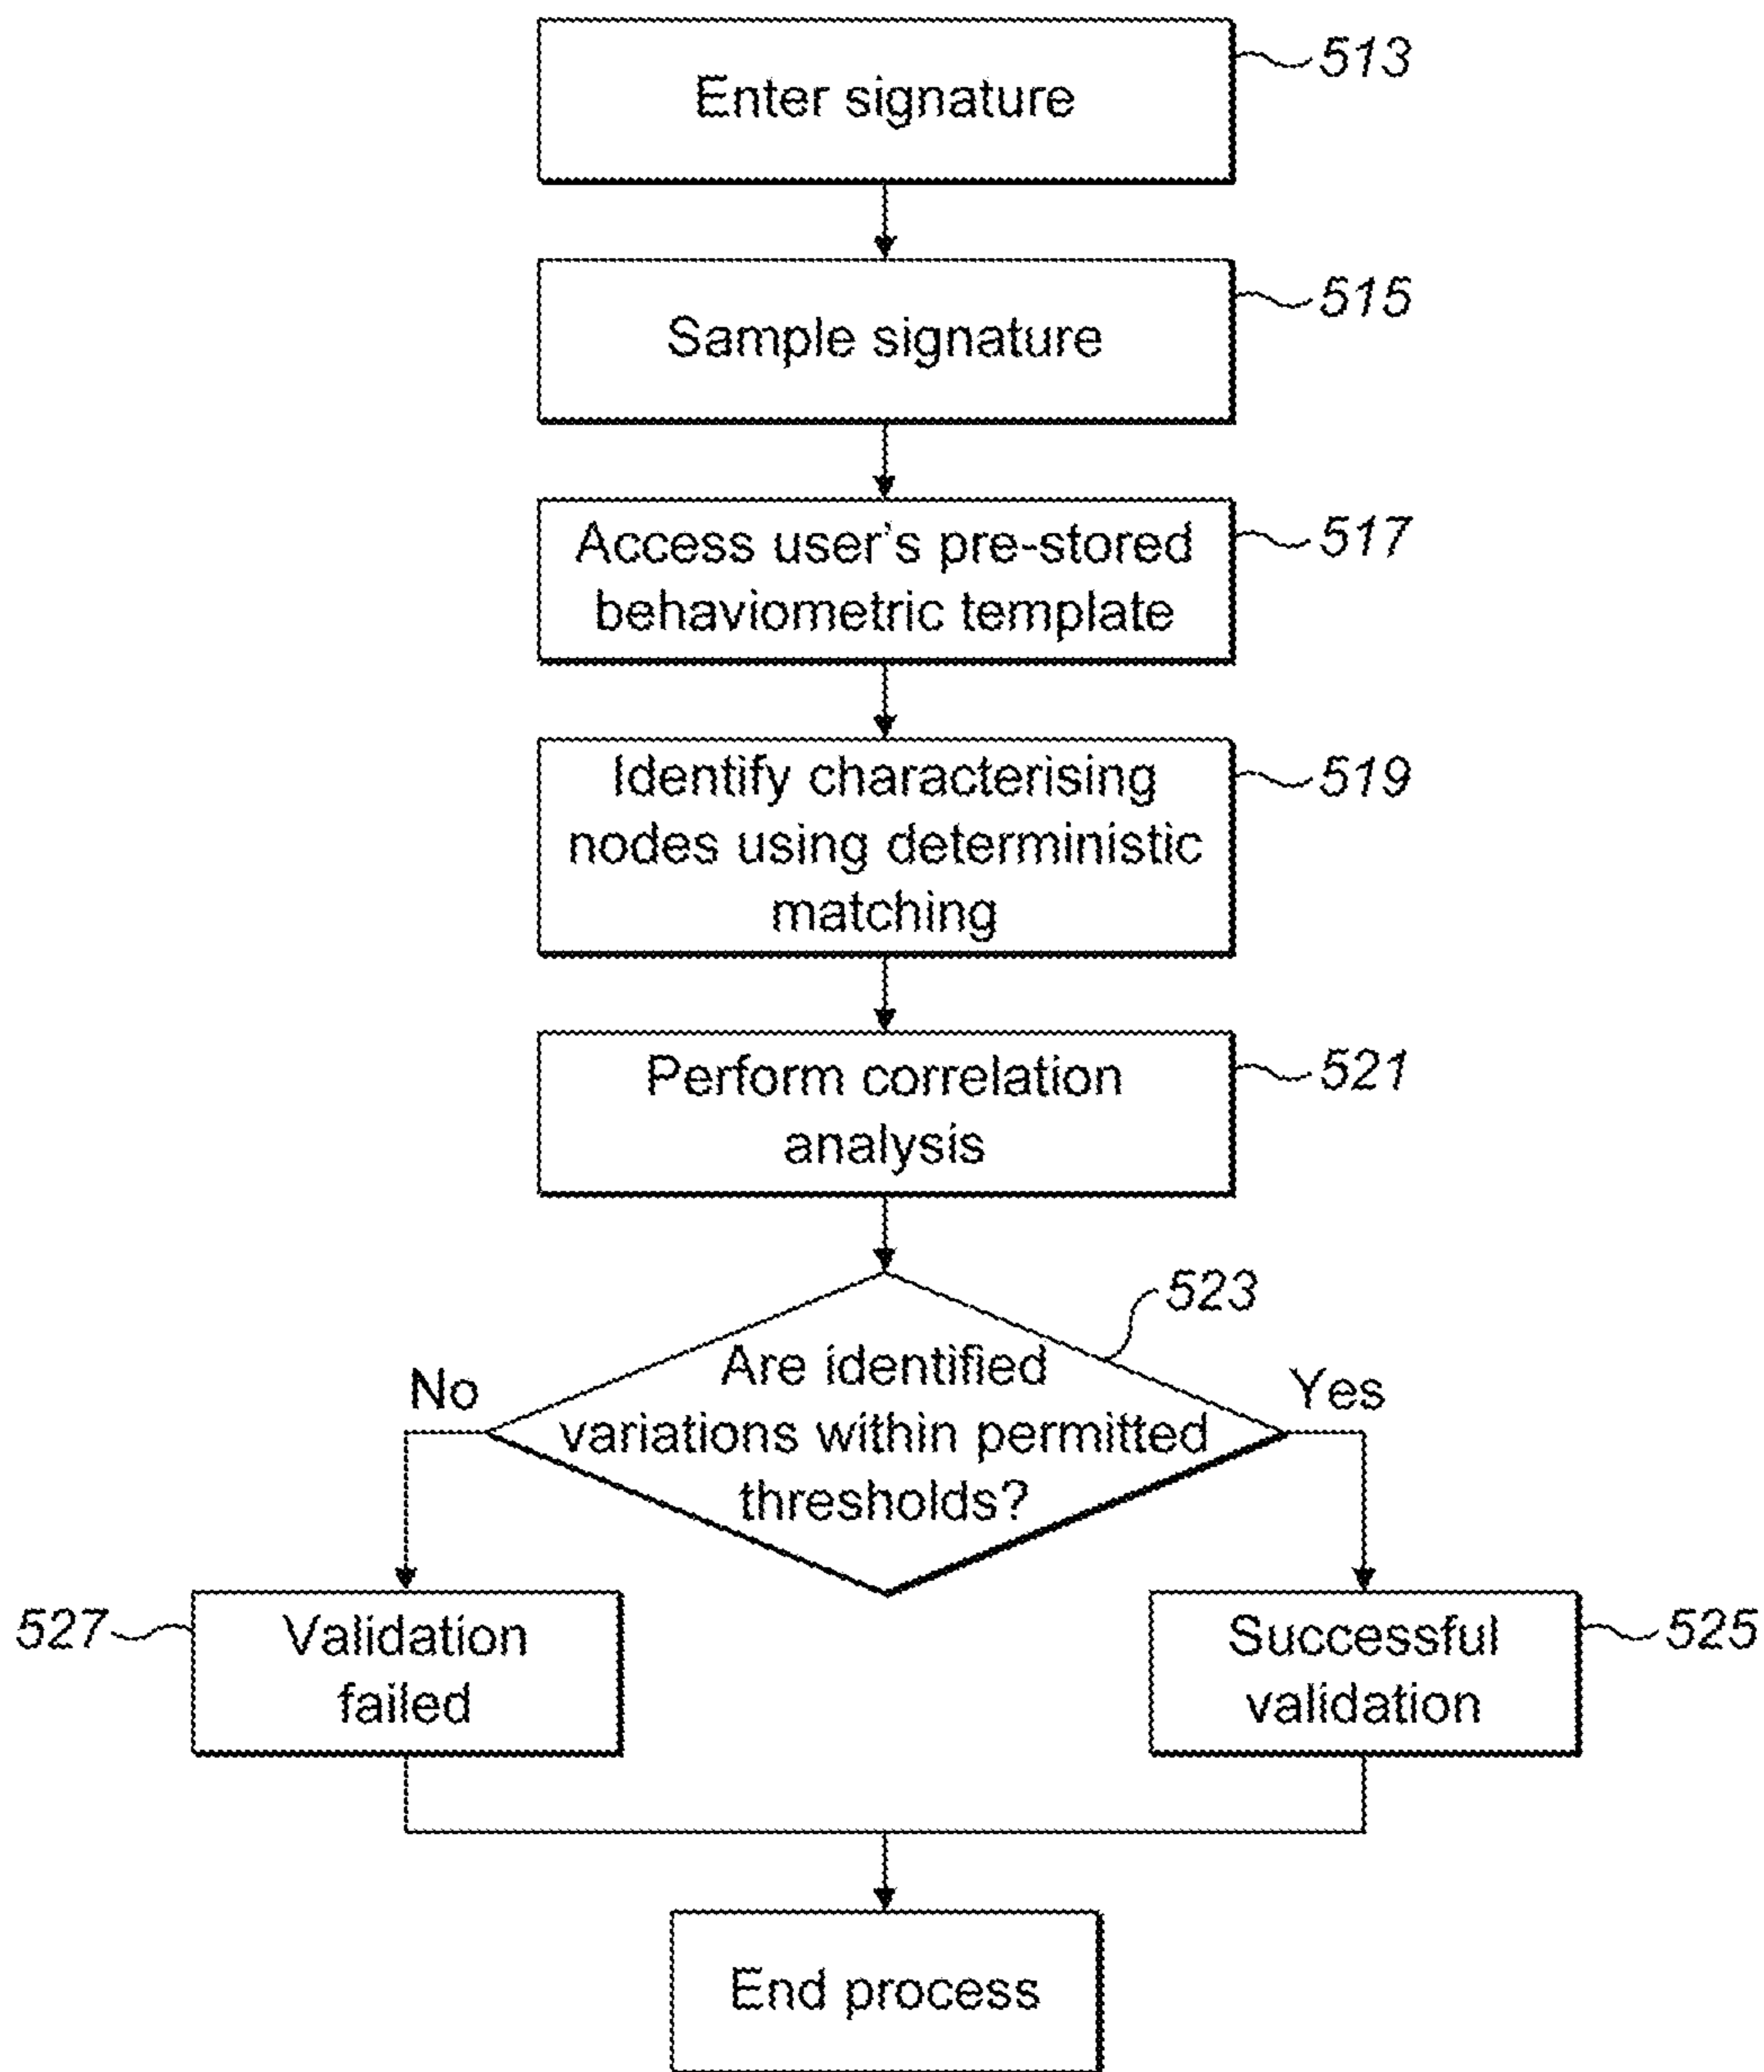 Enter signature
513
Sample signature
515
Access user's pre-stored
behaviometric template
517
Identify characterising
nodes using deterministic
matching
519
Perform correlation
analysis
521
523
Are identified
variations within permitted
thresholds?
No
Yes
527
Validation
failed
Successful
validation
525
End process